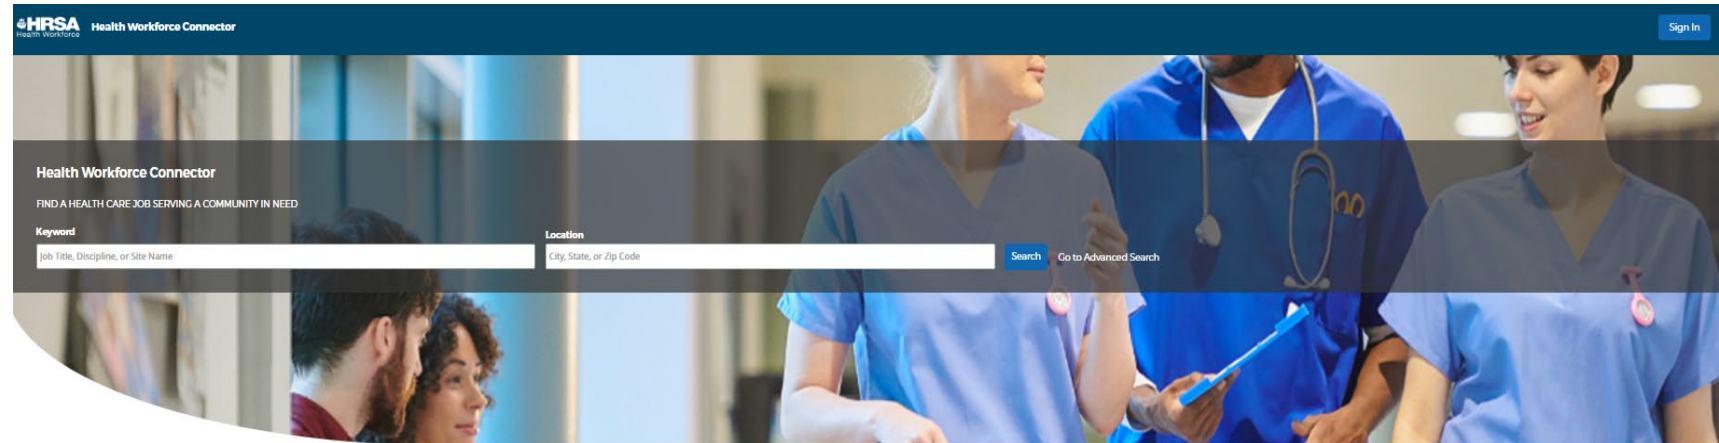 HRSA
Health Workforce
Health Workforce Connector
Sign In
Health Workforce Connector
FIND A HEALTH CARE JOB SERVING A COMMUNITY IN NEED
Keyword
Location
Job Title, Discipline, or Site Name
City, State, or Zip Code
Search
Go to Advanced Search